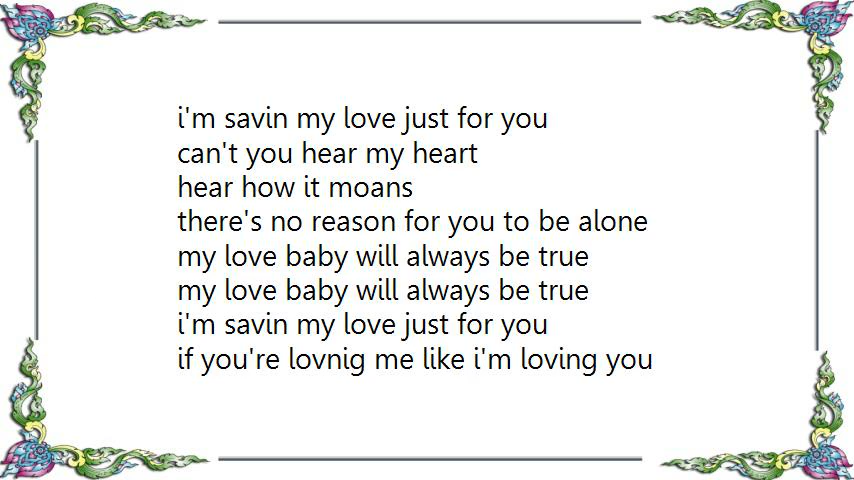 i'm savin my love just for you
can't you hear my heart
hear how it moans
there's no reason for you to be alone
my love baby will always be true
my love baby will always be true
i'm savin my love just for you
if you're lovnig me like i'm loving you